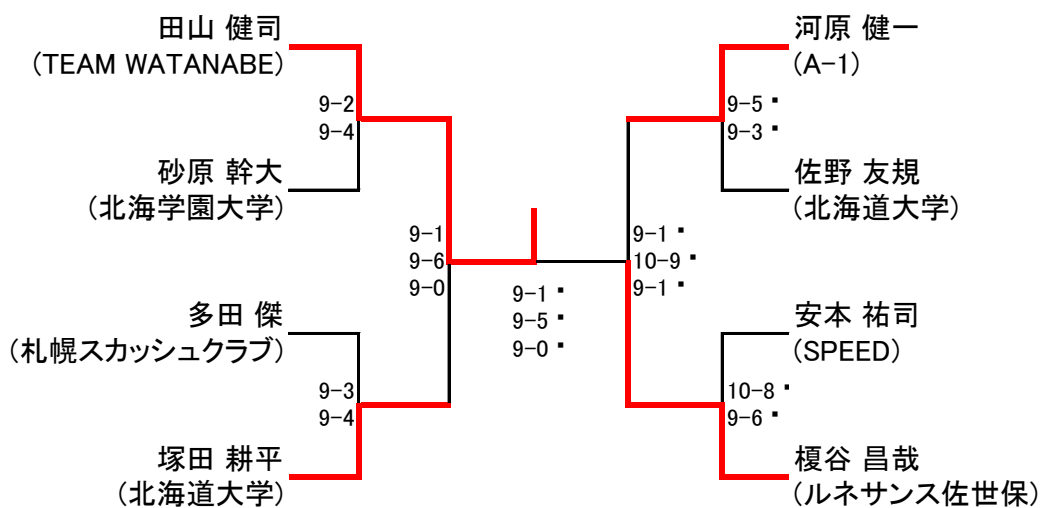 田山 健司
(TEAM WATANABE)
9-2
9-4
砂原 幹大
(北海学園大学)
9-1
9-6
9-0
多田 傑
(札幌スカッシュクラブ)
9-3
9-4
塚田 耕平
(北海道大学)
9-1
9-5
9-0
河原 健一
(A-1)
9-5
9-3
佐野 友規
(北海道大学)
9-1
10-9
9-1
安本 祐司
(SPEED)
10-8
9-6
榎谷 昌哉
(ルネサンス佐世保)